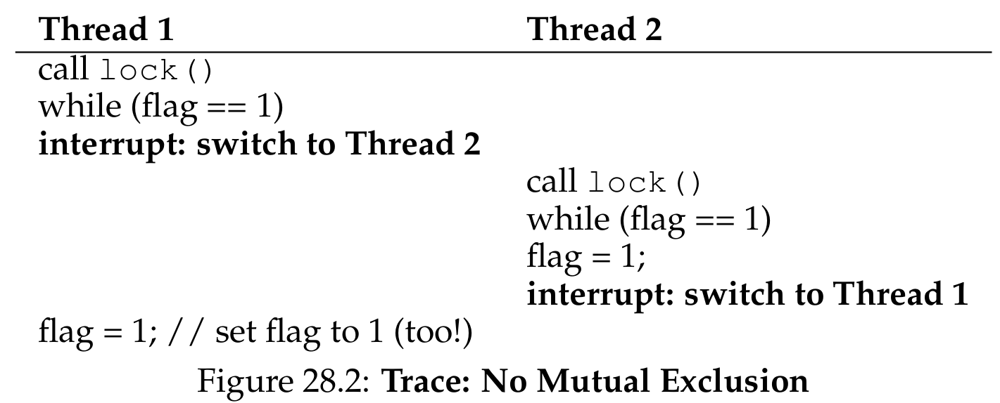 Thread 1 Thread 2
call lock()
while (flag == 1)
interrupt: switch to Thread 2
call lock()
while (flag == 1)
flag = 1;
interrupt: switch to Thread 1
flag = 1; // set flag to 1 (too!)
Figure 28.2: Trace: No Mutual Exclusion